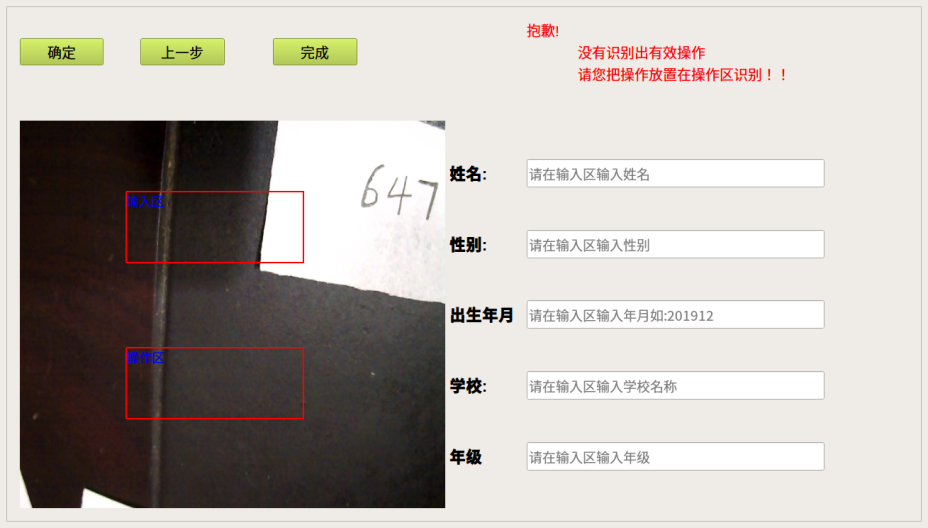 确定
上一步
完成
抱歉!
没有识别出有效操作
请您把操作放置在操作区识别！！
输入区
647
操作区
姓名:
请在输入区输入姓名
性别:
请在输入区输入性别
出生年月
请在输入区输入年月如:201912
学校:
请在输入区输入学校名称
年级
请在输入区输入年级